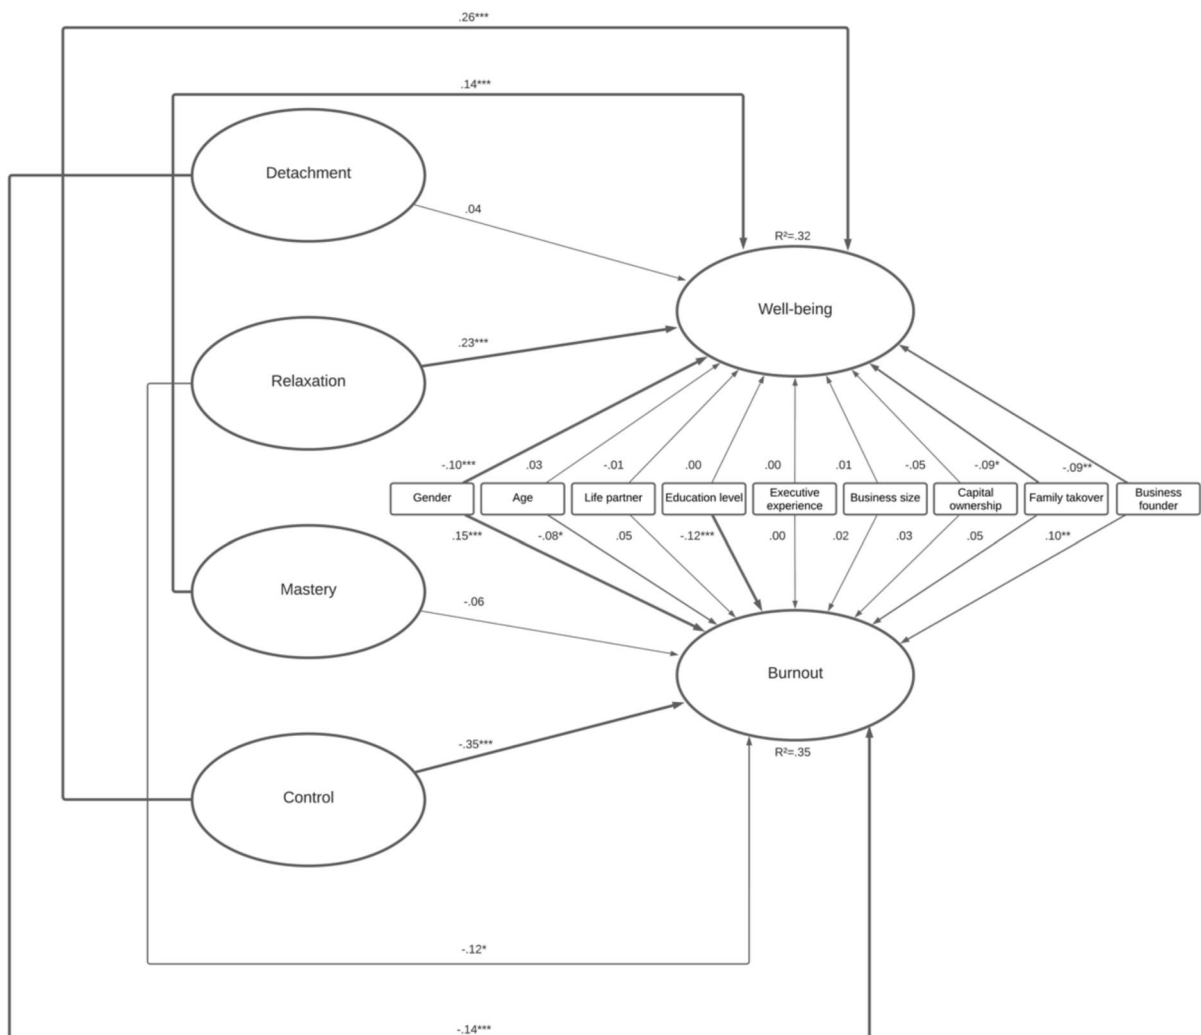 .26***
.14***
Detachment
.04
R²=.32
Well-being
.23***
Relaxation
-.10***
.03
-.01
.00
.00
.01
-.05
-.09*
-.09**
Gender
Age
Life partner
Education level
Executive
experience
Business size
Capital
ownership
Family takover
Business
founder
.15***
-.08*
.05
-.12***
.00
.02
.03
.05
.10**
Mastery
-.06
Burnout
-.35***
R²=.35
Control
-.12*
-.14***